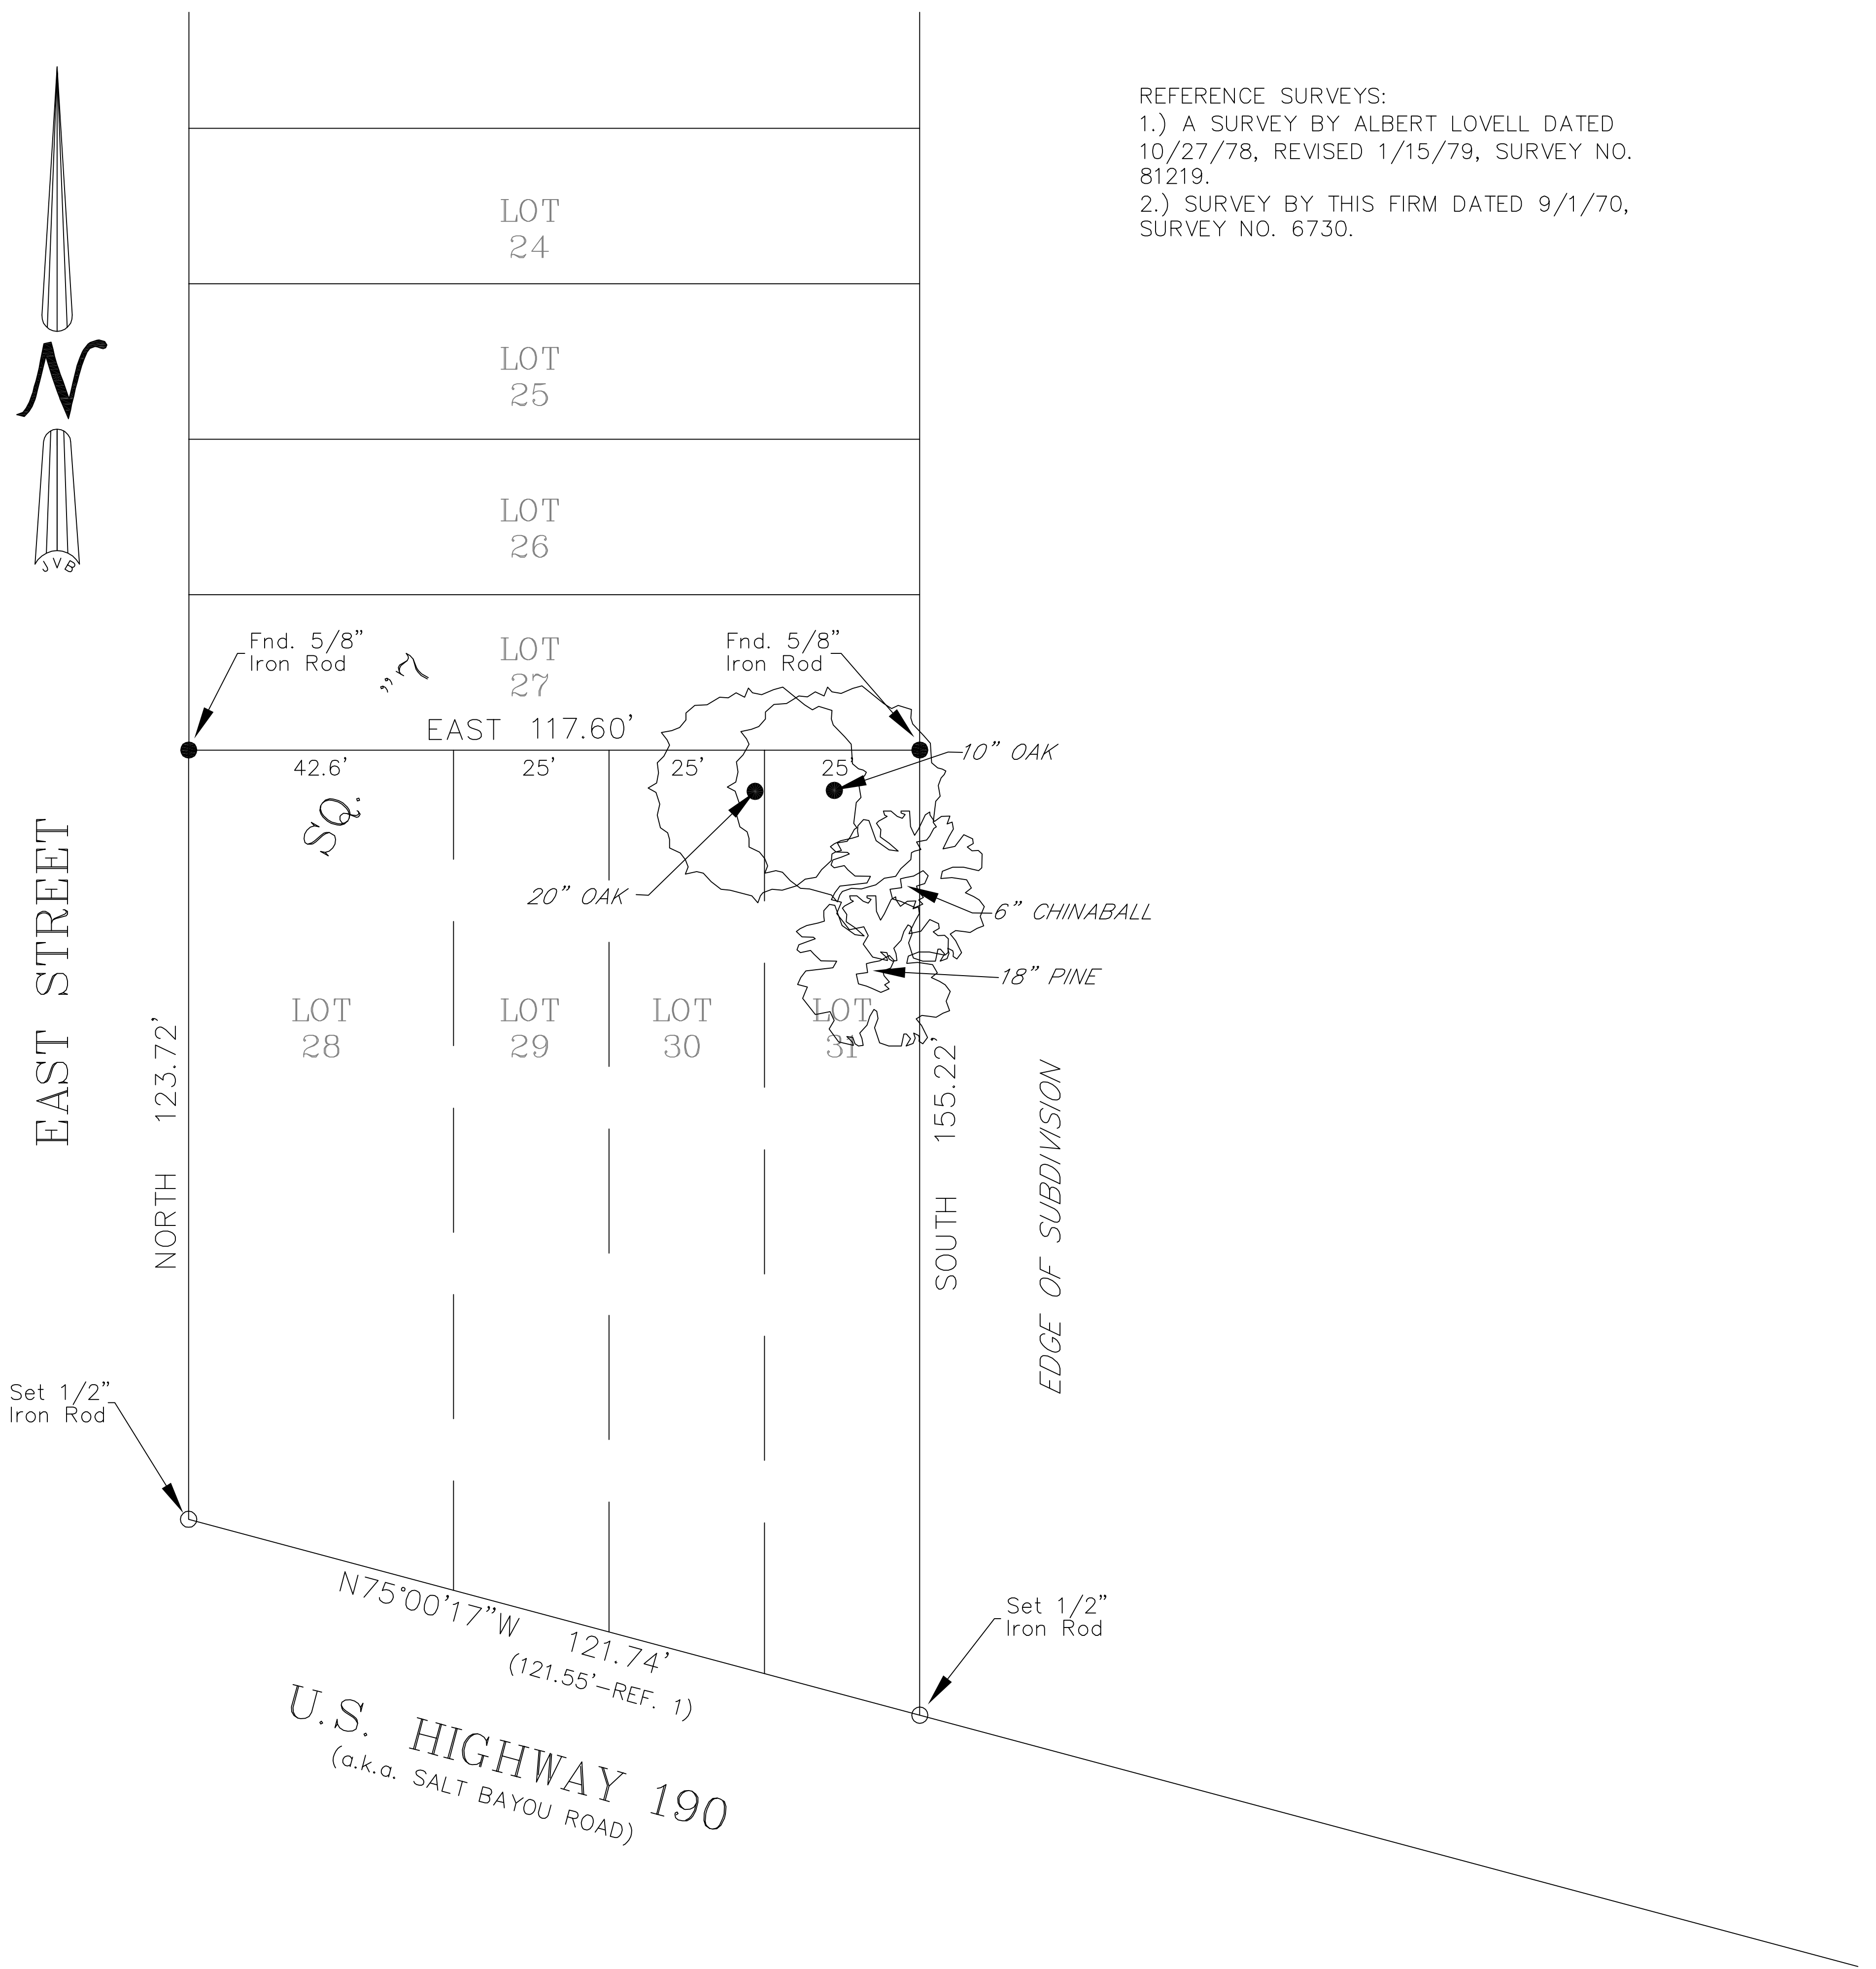 REFERENCE SURVEYS:
1.) A SURVEY BY ALBERT LOVELL DATED
10/27/78, REVISED 1/15/79, SURVEY NO.
81219.
2.) SURVEY BY THIS FIRM DATED 9/1/70,
SURVEY NO. 6730.
N
JVB
LOT
24
LOT
25
LOT
26
LOT
27
Fnd. 5/8"
Iron Rod
Fnd. 5/8"
Iron Rod
SQ. "7
EAST 117.60'
42.6'
25'
25'
25'
10" OAK
20" OAK
6" CHINABALL
18" PINE
LOT
28
LOT
29
LOT
30
LOT
31
EAST STREET
NORTH 123.72'
SOUTH 155.22'
EDGE OF SUBDIVISION
Set 1/2"
Iron Rod
Set 1/2"
Iron Rod
N75°00'17"W 121.74'
(121.55'-REF. 1)
U.S. HIGHWAY 190
(a.k.a. SALT BAYOU ROAD)